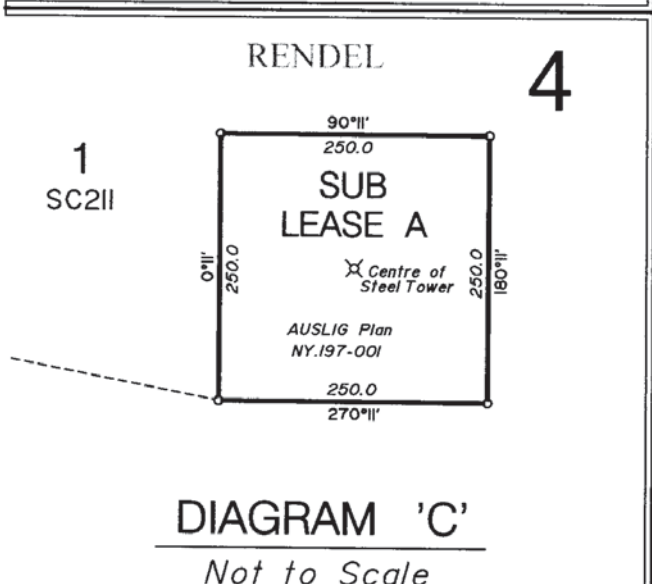 RENDEL
4
1
SC211
90°11'
250.0
SUB
LEASE A
0°11'
250.0
Centre of
Steel Tower
250.0
180°11'
AUSLIG Plan
NY.197-001
250.0
270°11'
DIAGRAM 'C'
Not to Scale